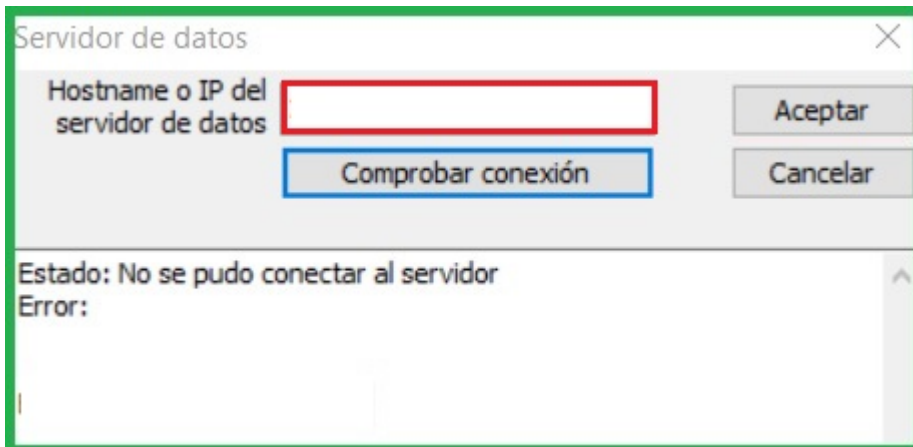 Servidor de datos
Hostname o IP del
servidor de datos
Aceptar
Comprobar conexión
Cancelar
Estado: No se pudo conectar al servidor
Error: